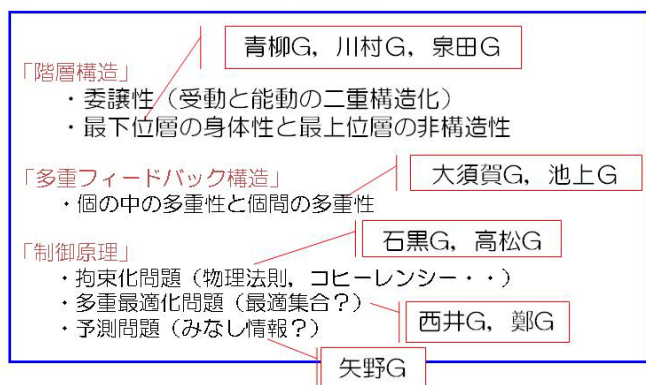 青柳G，川村G，泉田G
「階層構造」
・委譲性（受動と能動の二重構造化）
・最下位層の身体性と最上位層の非構造性
大須賀G，池上G
「多重フィードバック構造」
・個の中の多重性と個間の多重性
石黒G，高松G
「制御原理」
・拘束化問題（物理法則，コヒーレンシー・・）
・多重最適化問題（最適集合？）
・予測問題（みなし情報？）
西井G，鄭G
矢野G